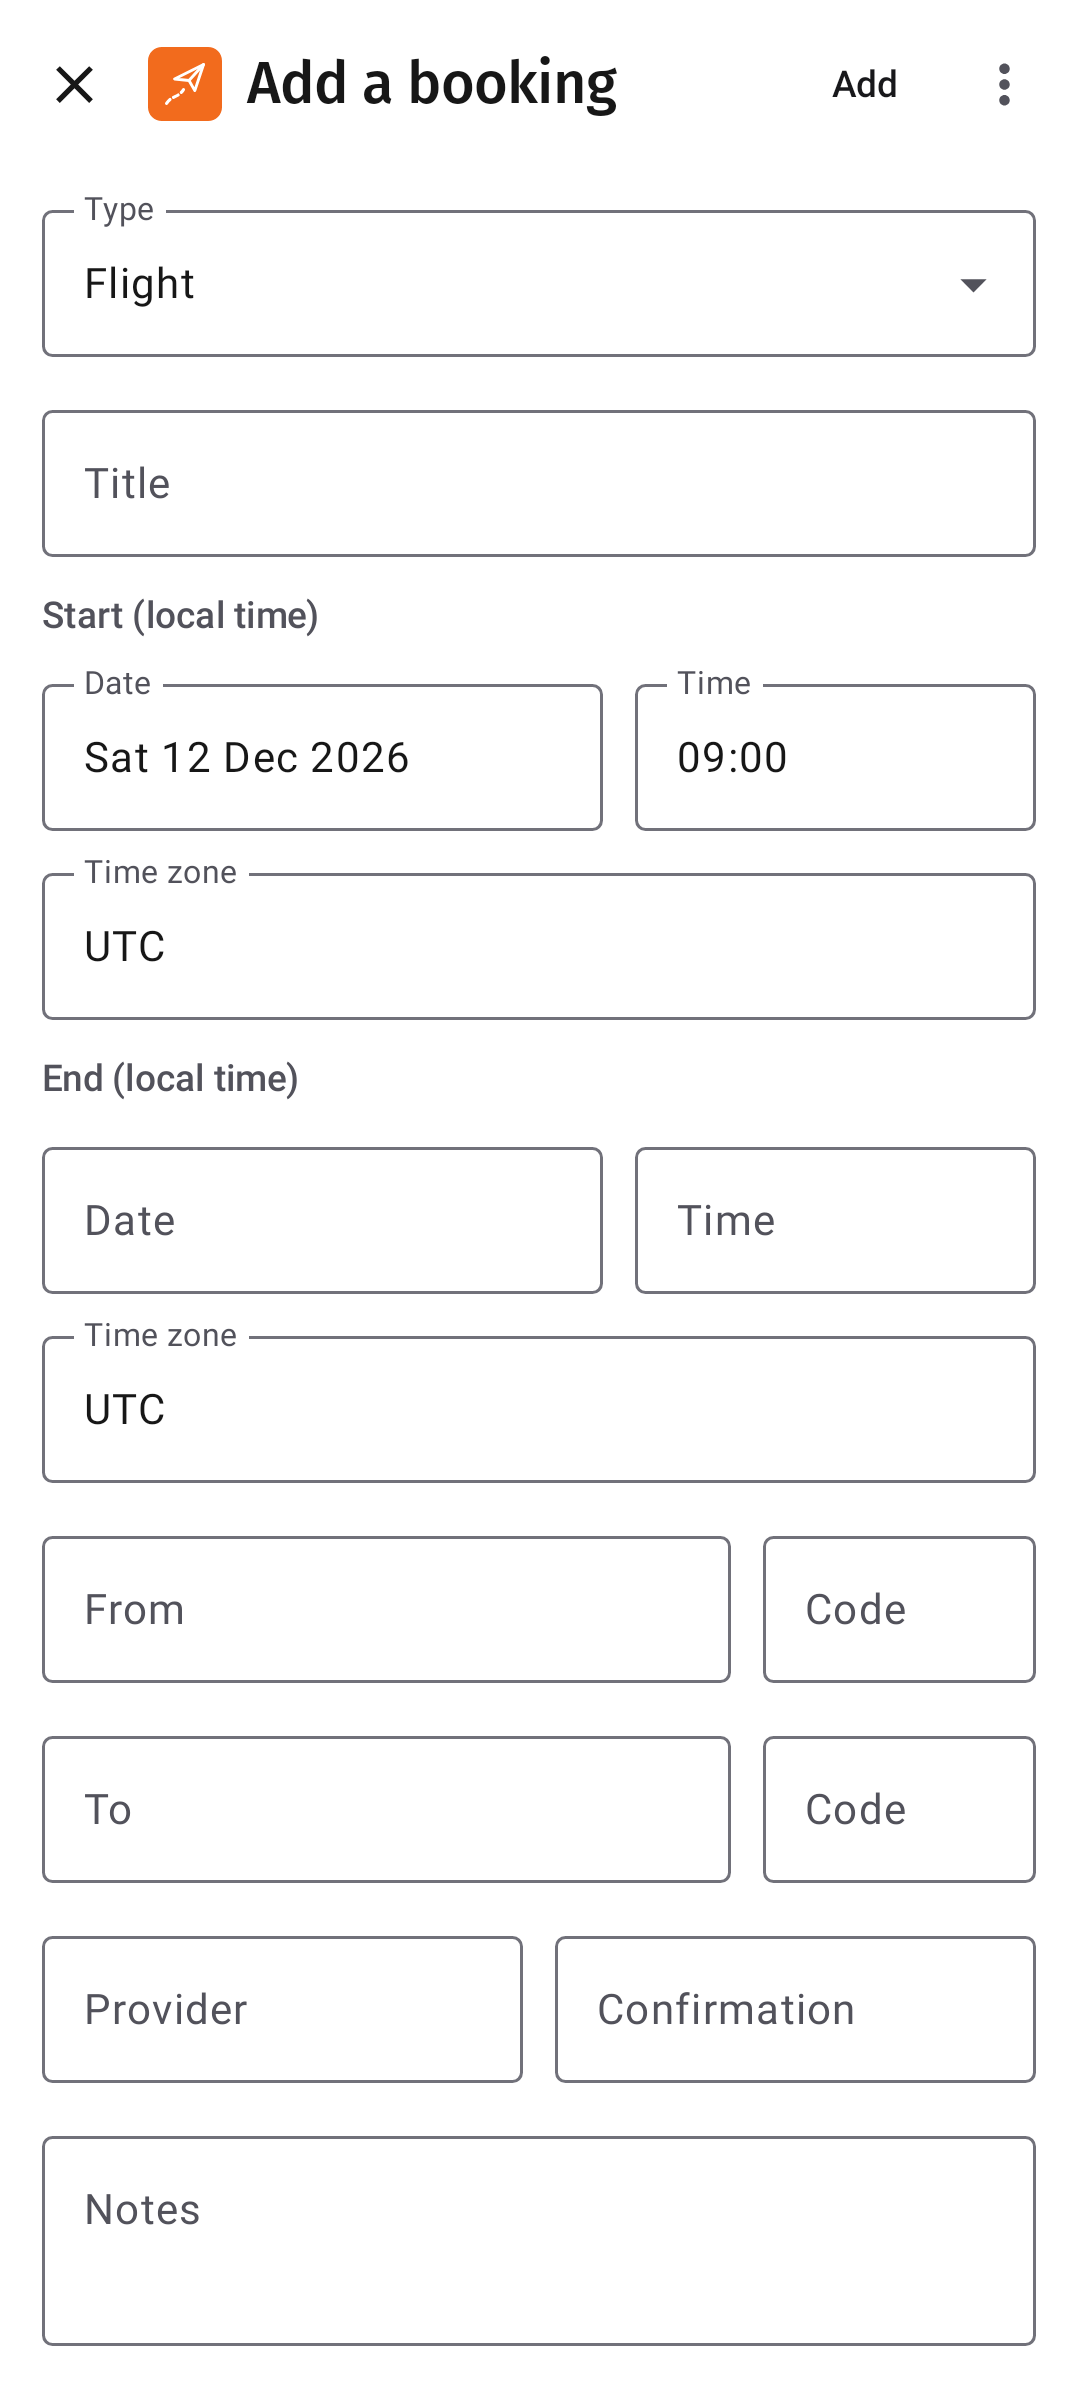 Add a booking
Add
Type
Flight
Title
Start (local time)
Date
Time
Sat 12 Dec 2026
09:00
Time zone
UTC
End (local time)
Date
Time
Time zone
UTC
From
Code
To
Code
Provider
Confirmation
Notes